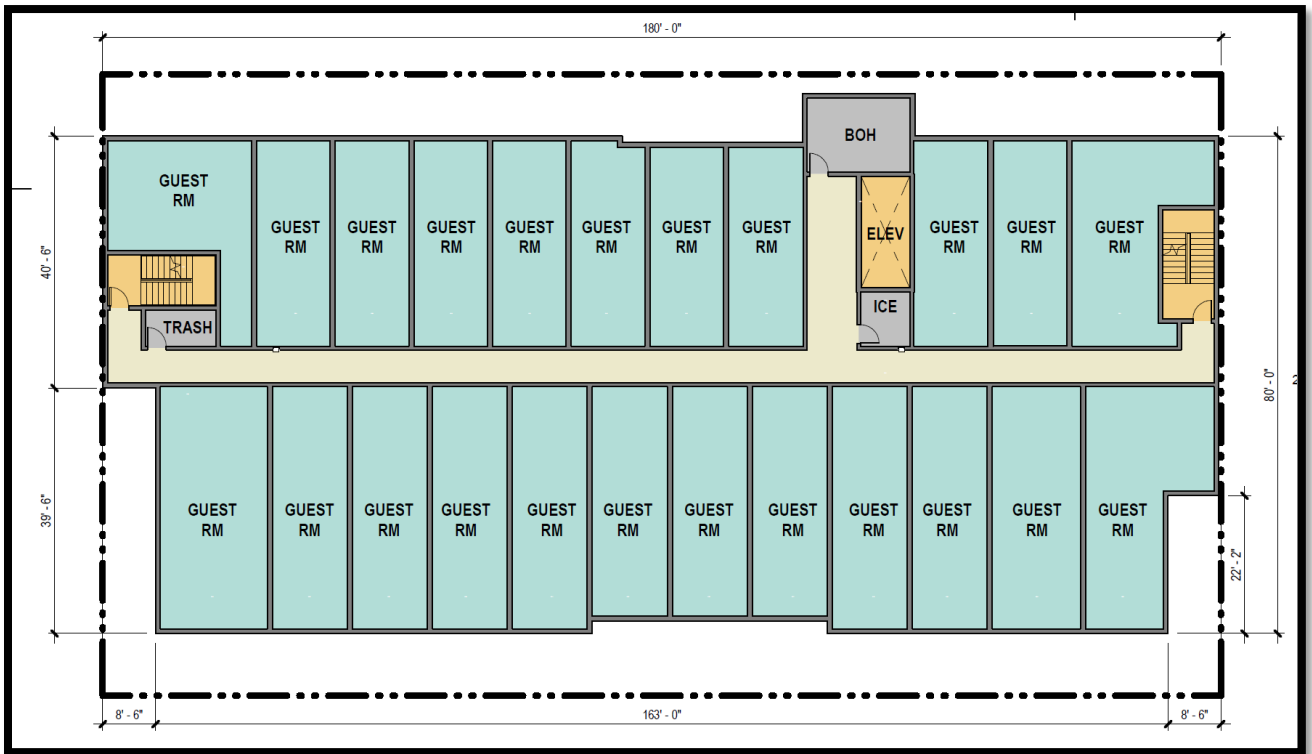 180' - 0"
BOH
GUEST
RM
GUEST
RM
GUEST
RM
GUEST
RM
GUEST
RM
GUEST
RM
GUEST
RM
GUEST
RM
ELEV
GUEST
RM
GUEST
RM
GUEST
RM
40' - 6"
ICE
TRASH
80' - 0"
GUEST
RM
GUEST
RM
GUEST
RM
GUEST
RM
GUEST
RM
GUEST
RM
GUEST
RM
GUEST
RM
GUEST
RM
GUEST
RM
GUEST
RM
GUEST
RM
39' - 6"
22' - 2"
8' - 6"
163' - 0"
8' - 6"